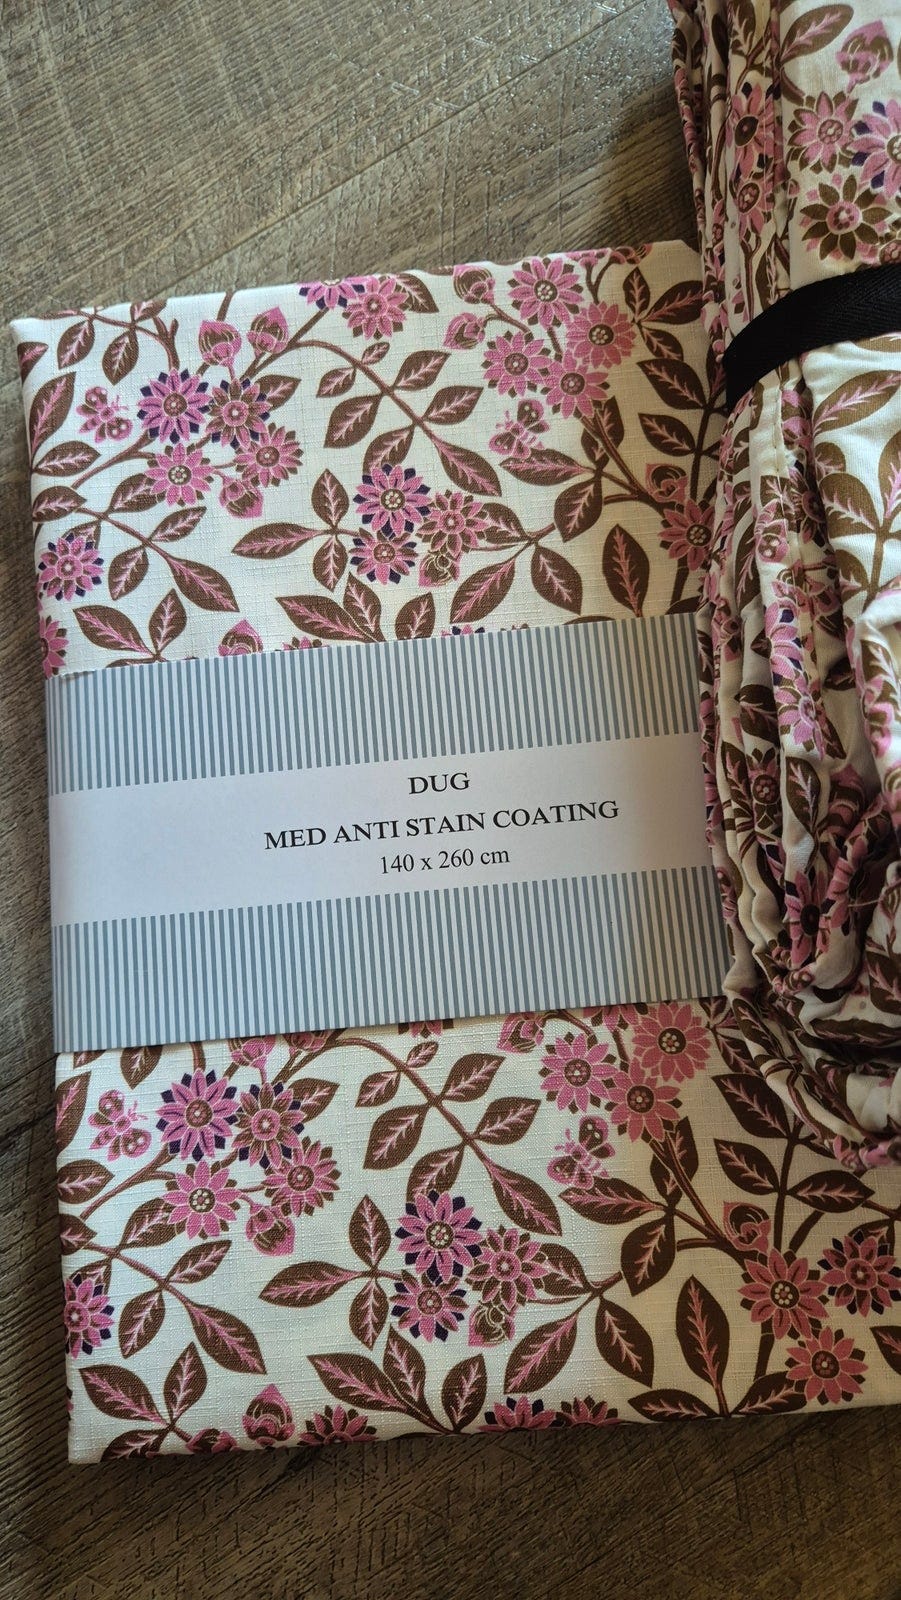 DUG
MED ANTI STAIN COATING
140 x 260 cm